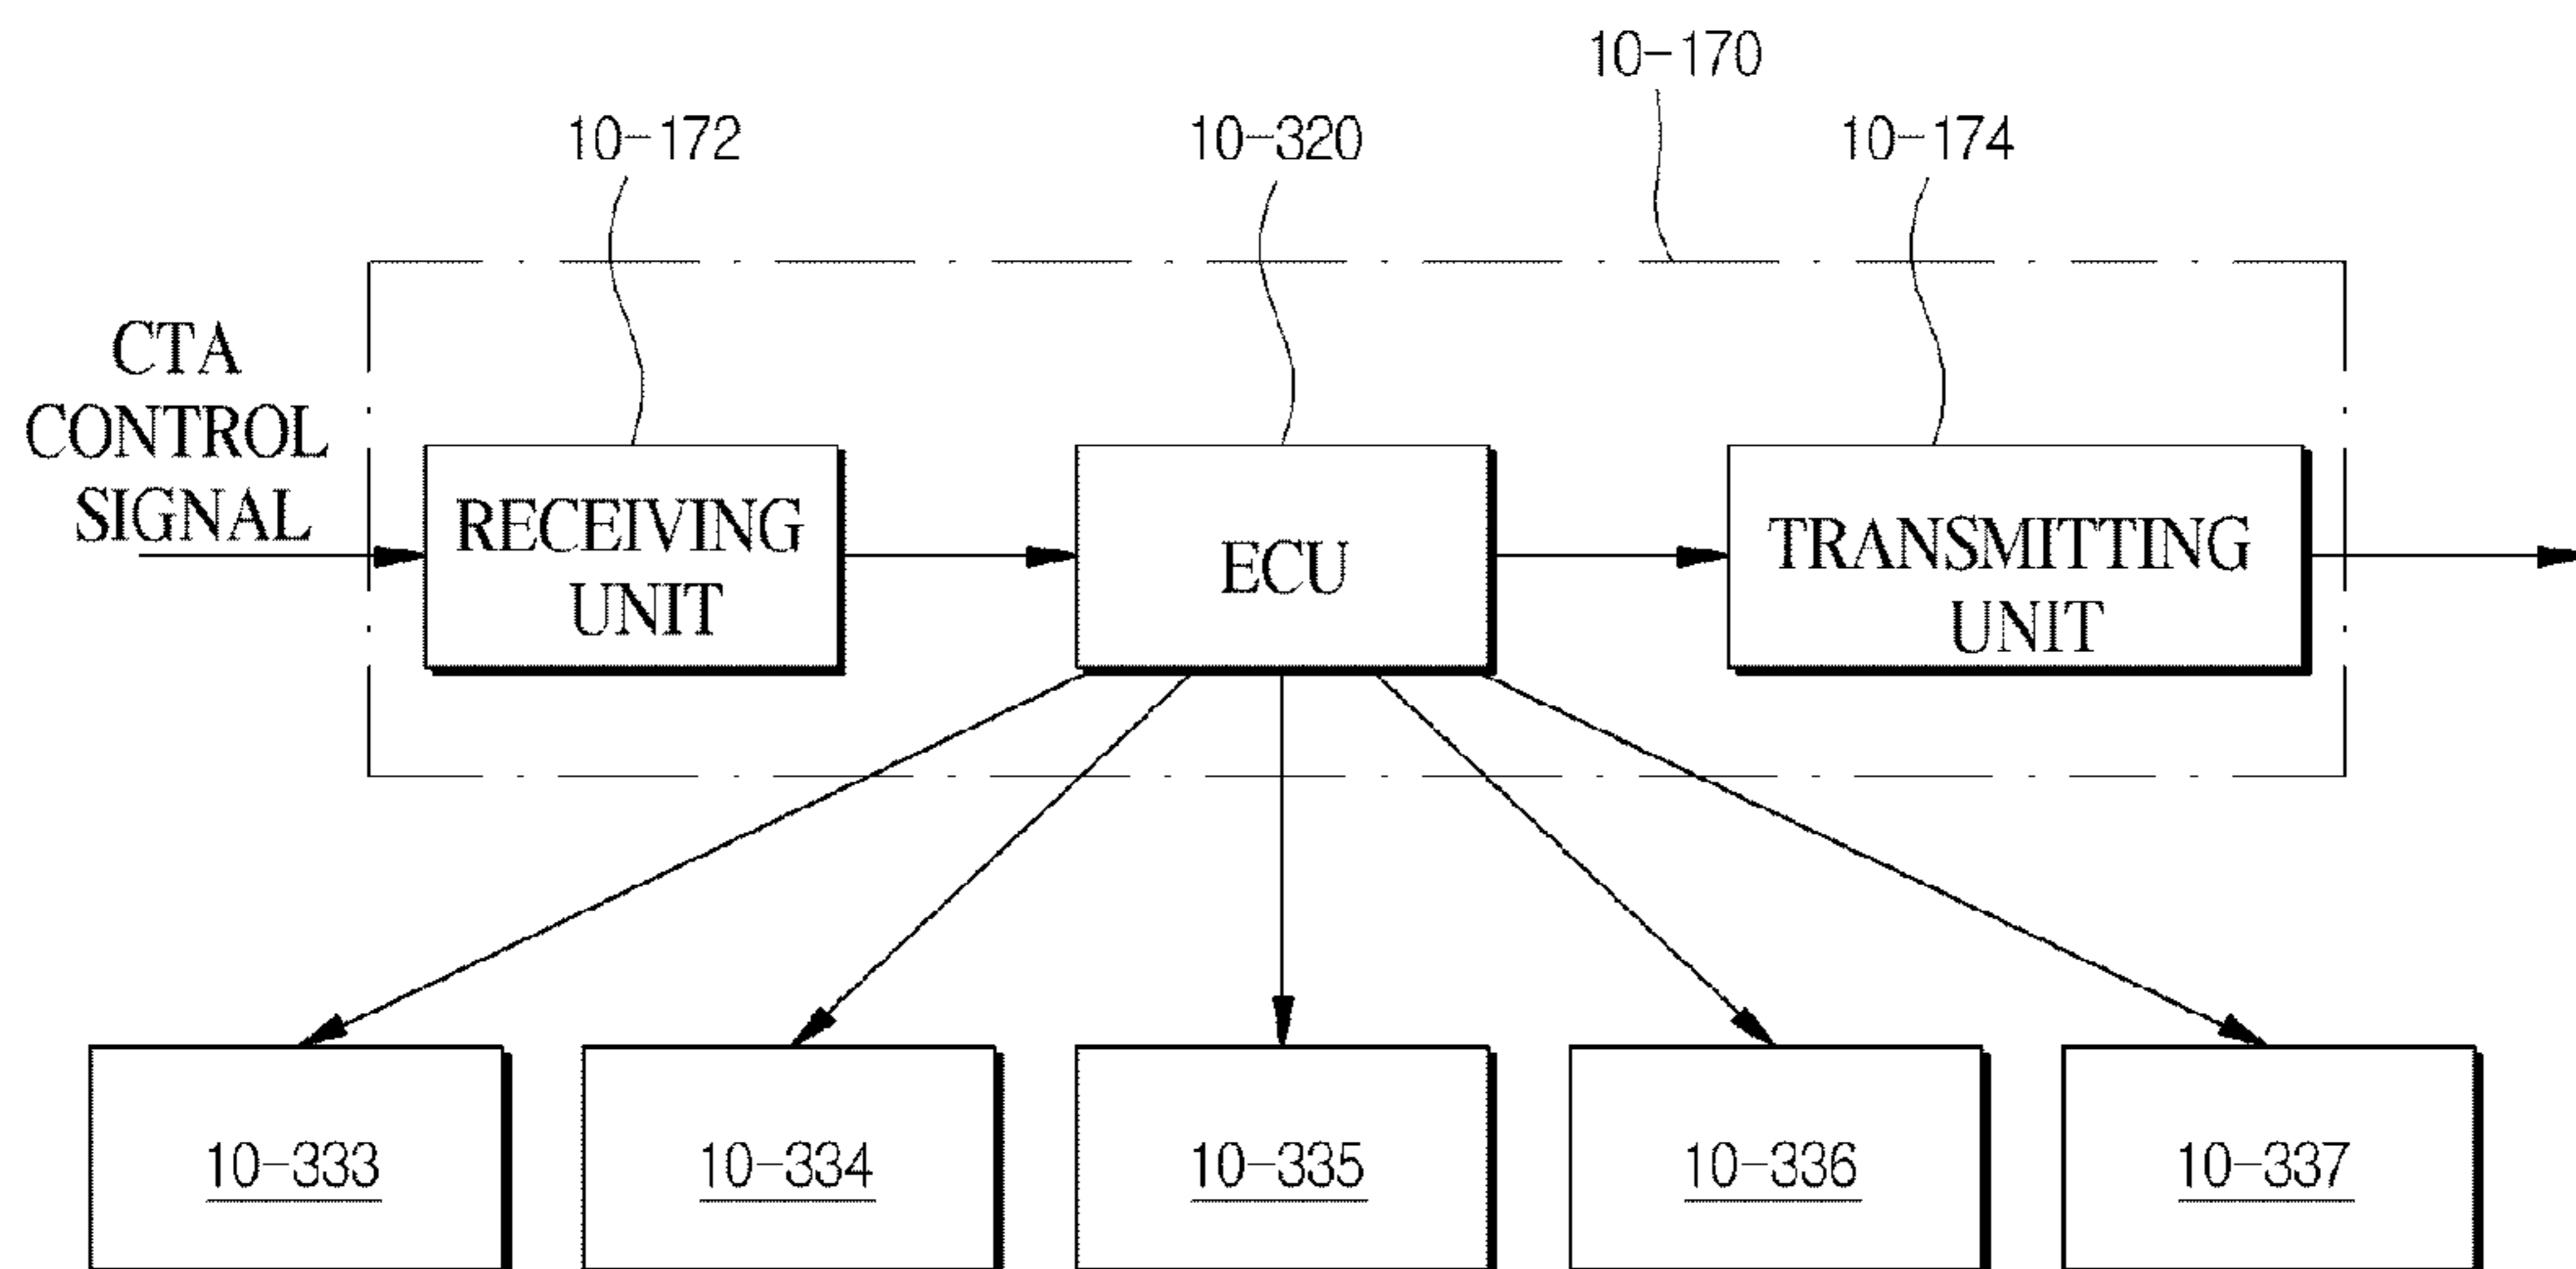 10-170
10-172
10-320
10-174
CTA
CONTROL
SIGNAL
RECEIVING
UNIT
ECU
TRANSMITTING
UNIT
10-333
10-334
10-335
10-336
10-337